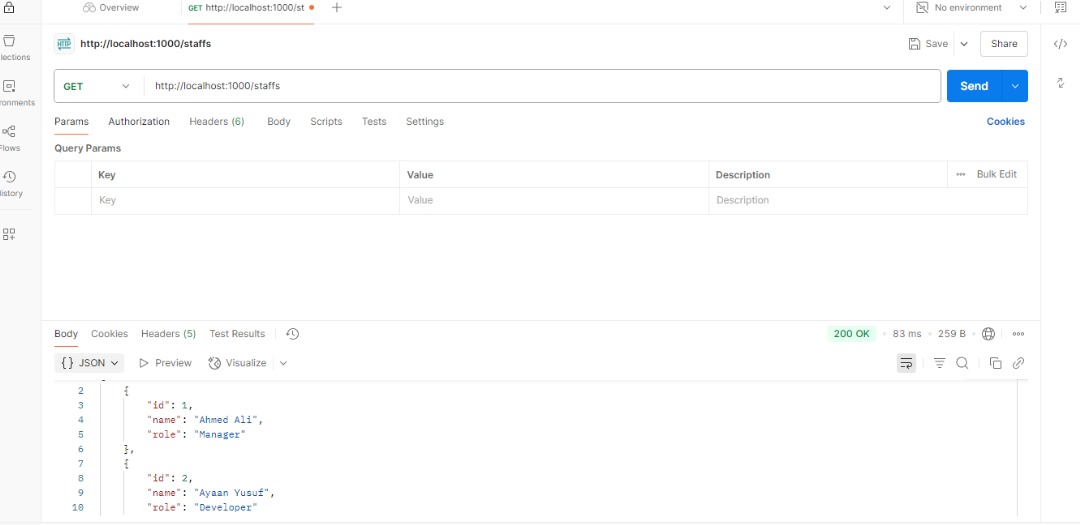 Overview
GET http://localhost:1000/st
No environment
http://localhost:1000/staffs
Save
Share
GET
http://localhost:1000/staffs
Send
Params
Authorization
Headers (6)
Body
Scripts
Tests
Settings
Cookies
Query Params
Key
Value
Description
Bulk Edit
Key
Value
Description
lections
ronments
Flows
istory
Body
Cookies
Headers (5)
Test Results
200 OK
83 ms
259 B
{} JSON
Preview
Visualize
2 {
3 "id": 1,
4 "name": "Ahmed Ali",
5 "role": "Manager"
6 },
7 {
8 "id": 2,
9 "name": "Ayaan Yusuf",
10 "role": "Developer"